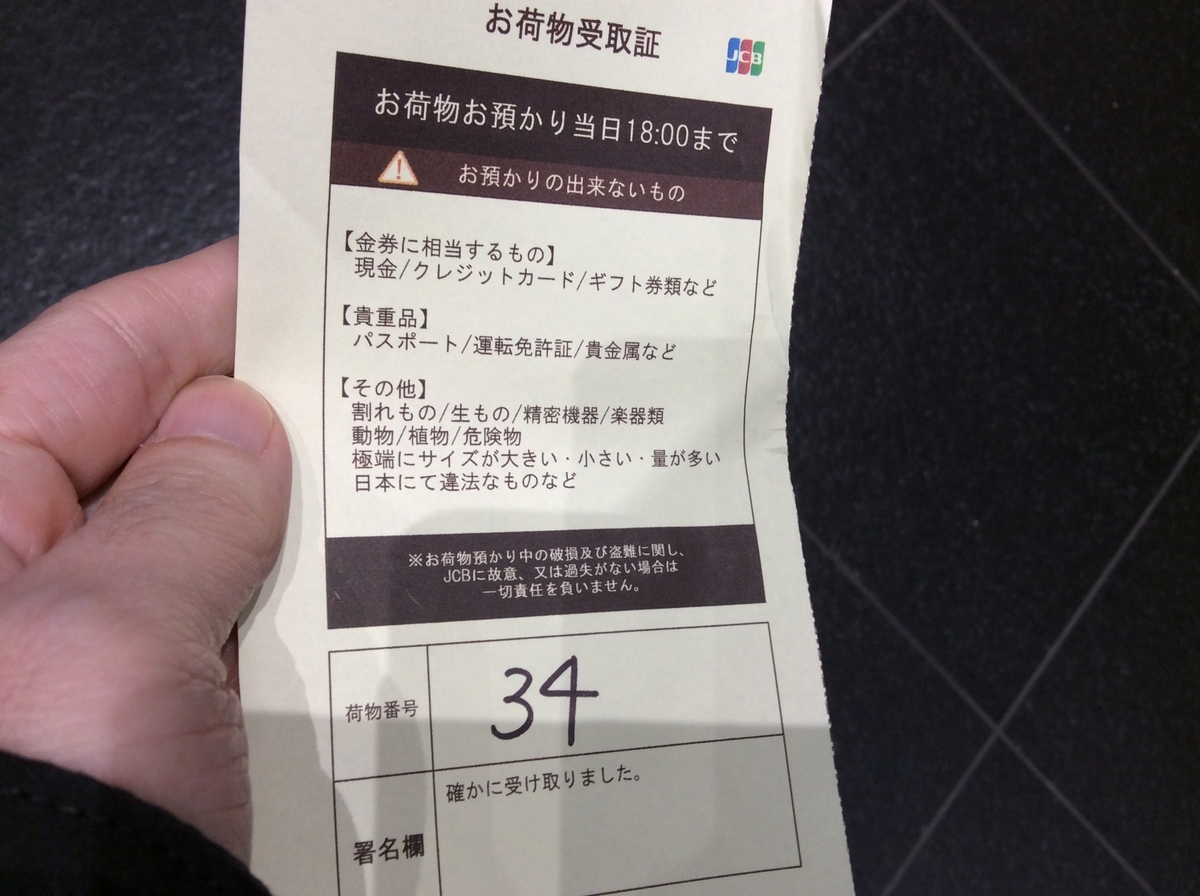 お荷物受取証
JCB
お荷物お預かり当日18:00まで
お預かりの出来ないもの
【金券に相当するもの】
現金/クレジットカード/ギフト券類など
【貴重品】
パスポート/運転免許証/貴金属など
【その他】
割れもの/生もの/精密機器/楽器類
動物/植物/危険物
極端にサイズが大きい・小さい・量が多い
日本にて違法なものなど
※お荷物預かり中の破損及び盗難に関し、
JCBに故意、又は過失がない場合は
一切責任を負いません。
荷物番号
34
確かに受け取りました。
署名欄